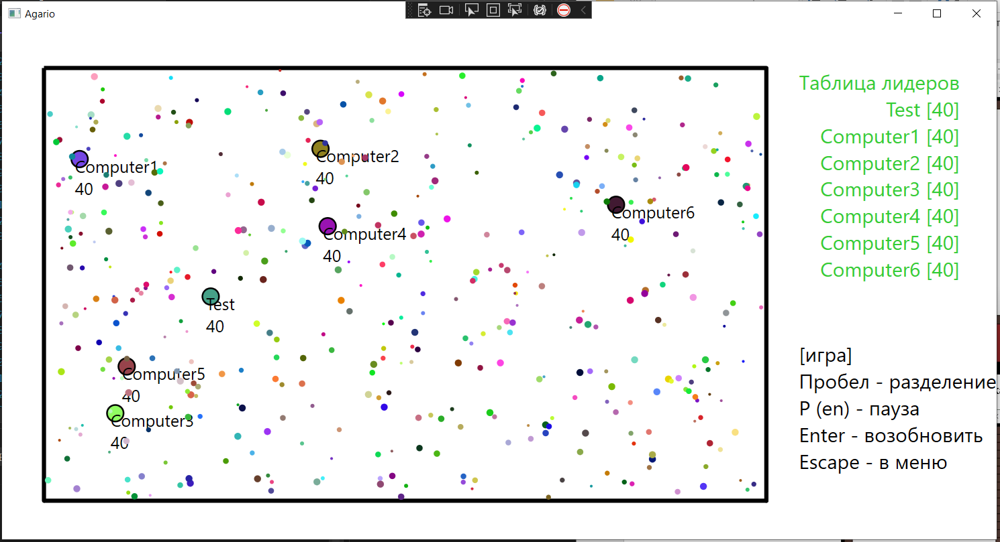 Agario
Таблица лидеров
Test [40]
Computer1 [40]
Computer2 [40]
Computer3 [40]
Computer4 [40]
Computer5 [40]
Computer6 [40]
Computer1
40
Computer2
40
Computer6
40
Computer4
40
Test
40
Computer5
40
Computer3
40
[игра]
Пробел - разделение
P (en) - пауза
Enter - возобновить
Escape - в меню